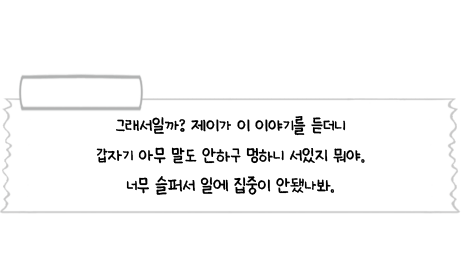 그래서일까? 제이가 이 이야기를 듣더니
갑자기 아무 말도 안하구 멍하니 서있지 뭐야.
너무 슬퍼서 일에 집중이 안됐나봐.